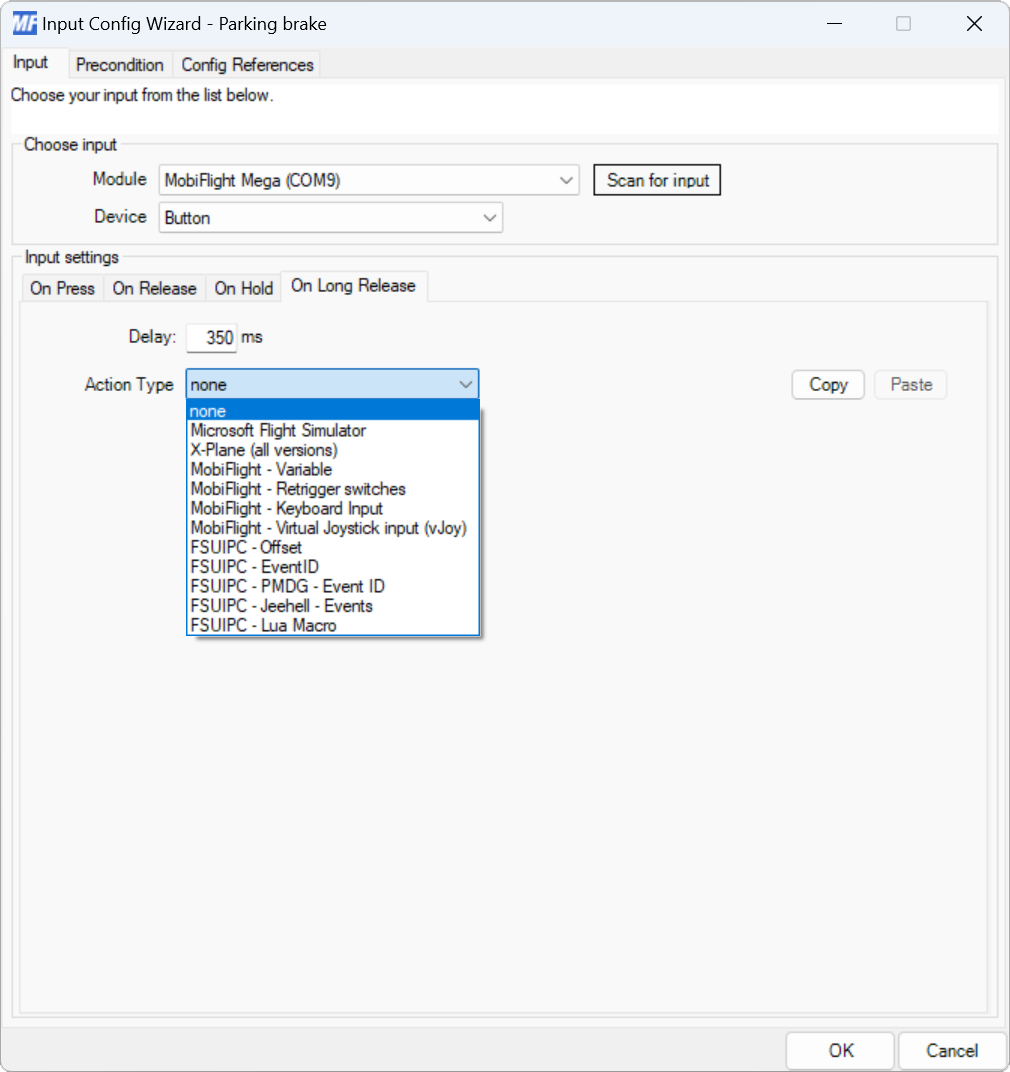 MF Input Config Wizard - Parking brake
Input Precondition Config References
Choose your input from the list below.
Choose input
Module MobiFlight Mega (COM9) Scan for input
Device Button
Input settings
On Press On Release On Hold On Long Release
Delay: 350 ms
Action Type none Copy Paste
none
Microsoft Flight Simulator
X-Plane (all versions)
MobiFlight - Variable
MobiFlight - Retrigger switches
MobiFlight - Keyboard Input
MobiFlight - Virtual Joystick input (vJoy)
FSUIPC - Offset
FSUIPC - EventID
FSUIPC - PMDG - Event ID
FSUIPC - Jeehell - Events
FSUIPC - Lua Macro
OK Cancel